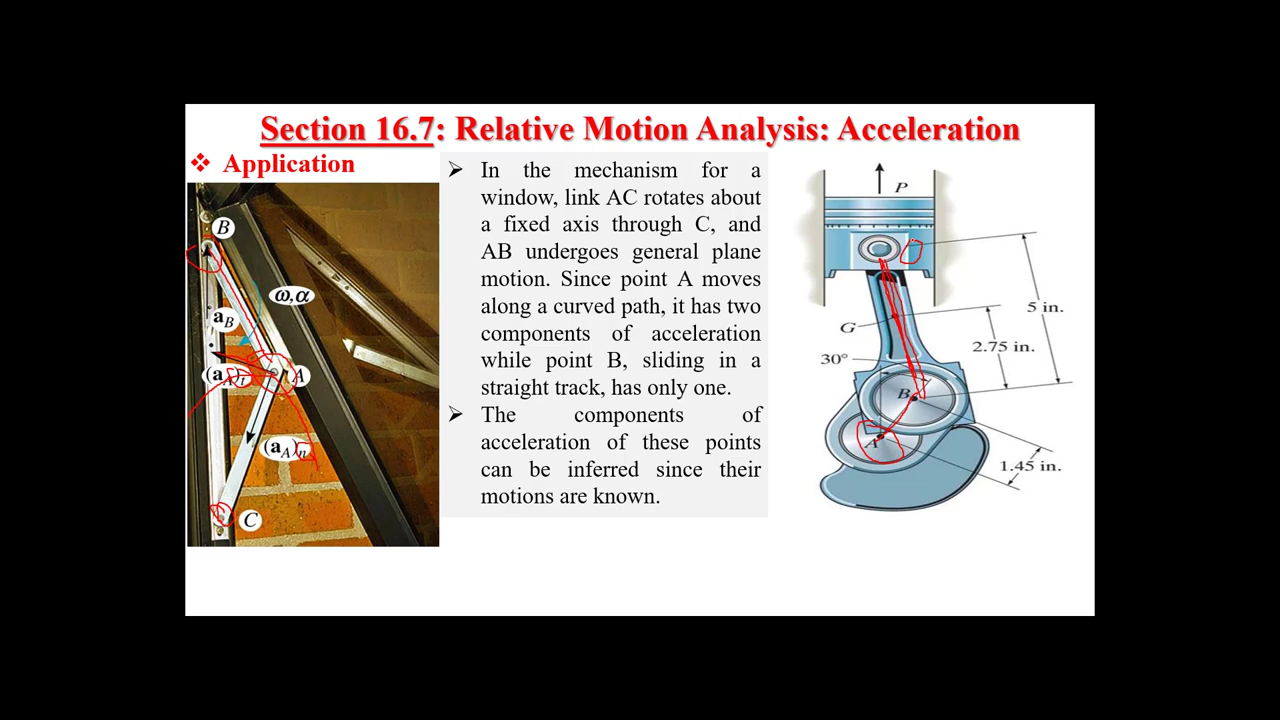 Section 16.7: Relative Motion Analysis: Acceleration
❖ Application
B
ω,α
a_B
(a_A)_t
A
(a_A)_n
C
➢ In the mechanism for a
window, link AC rotates about
a fixed axis through C, and
AB undergoes general plane
motion. Since point A moves
along a curved path, it has two
components of acceleration
while point B, sliding in a
straight track, has only one.
➢ The components of
acceleration of these points
can be inferred since their
motions are known.
P
5 in.
G
2.75 in.
30°
B
A
1.45 in.